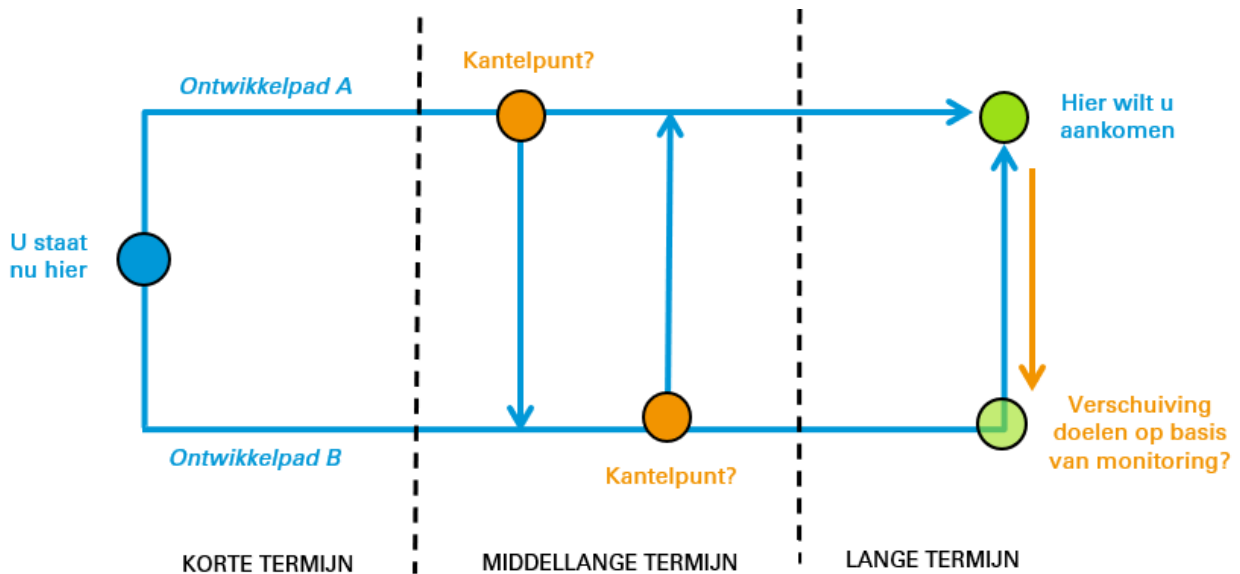 Kantelpunt?
Ontwikkelpad A
Hier wilt u
aankomen
U staat
nu hier
Verschuiving
doelen op basis
van monitoring?
Ontwikkelpad B
Kantelpunt?
KORTE TERMIJN
MIDDELLANGE TERMIJN
LANGE TERMIJN